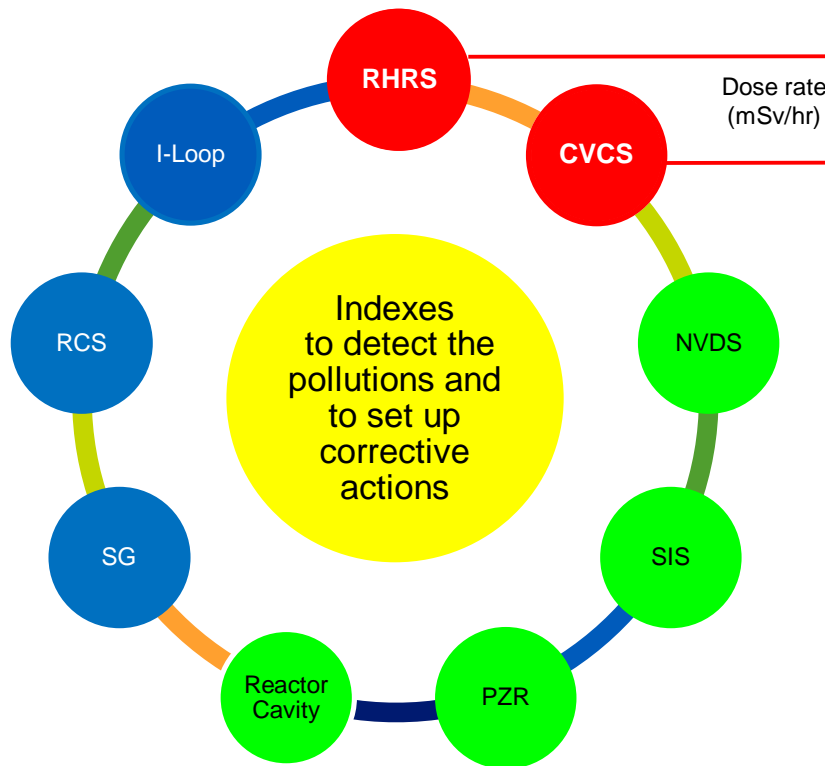 RHRS
Dose rate
(mSv/hr)
I-Loop
CVCS
Indexes
to detect the
pollutions and
to set up
corrective
actions
RCS
NVDS
SG
SIS
Reactor
Cavity
PZR